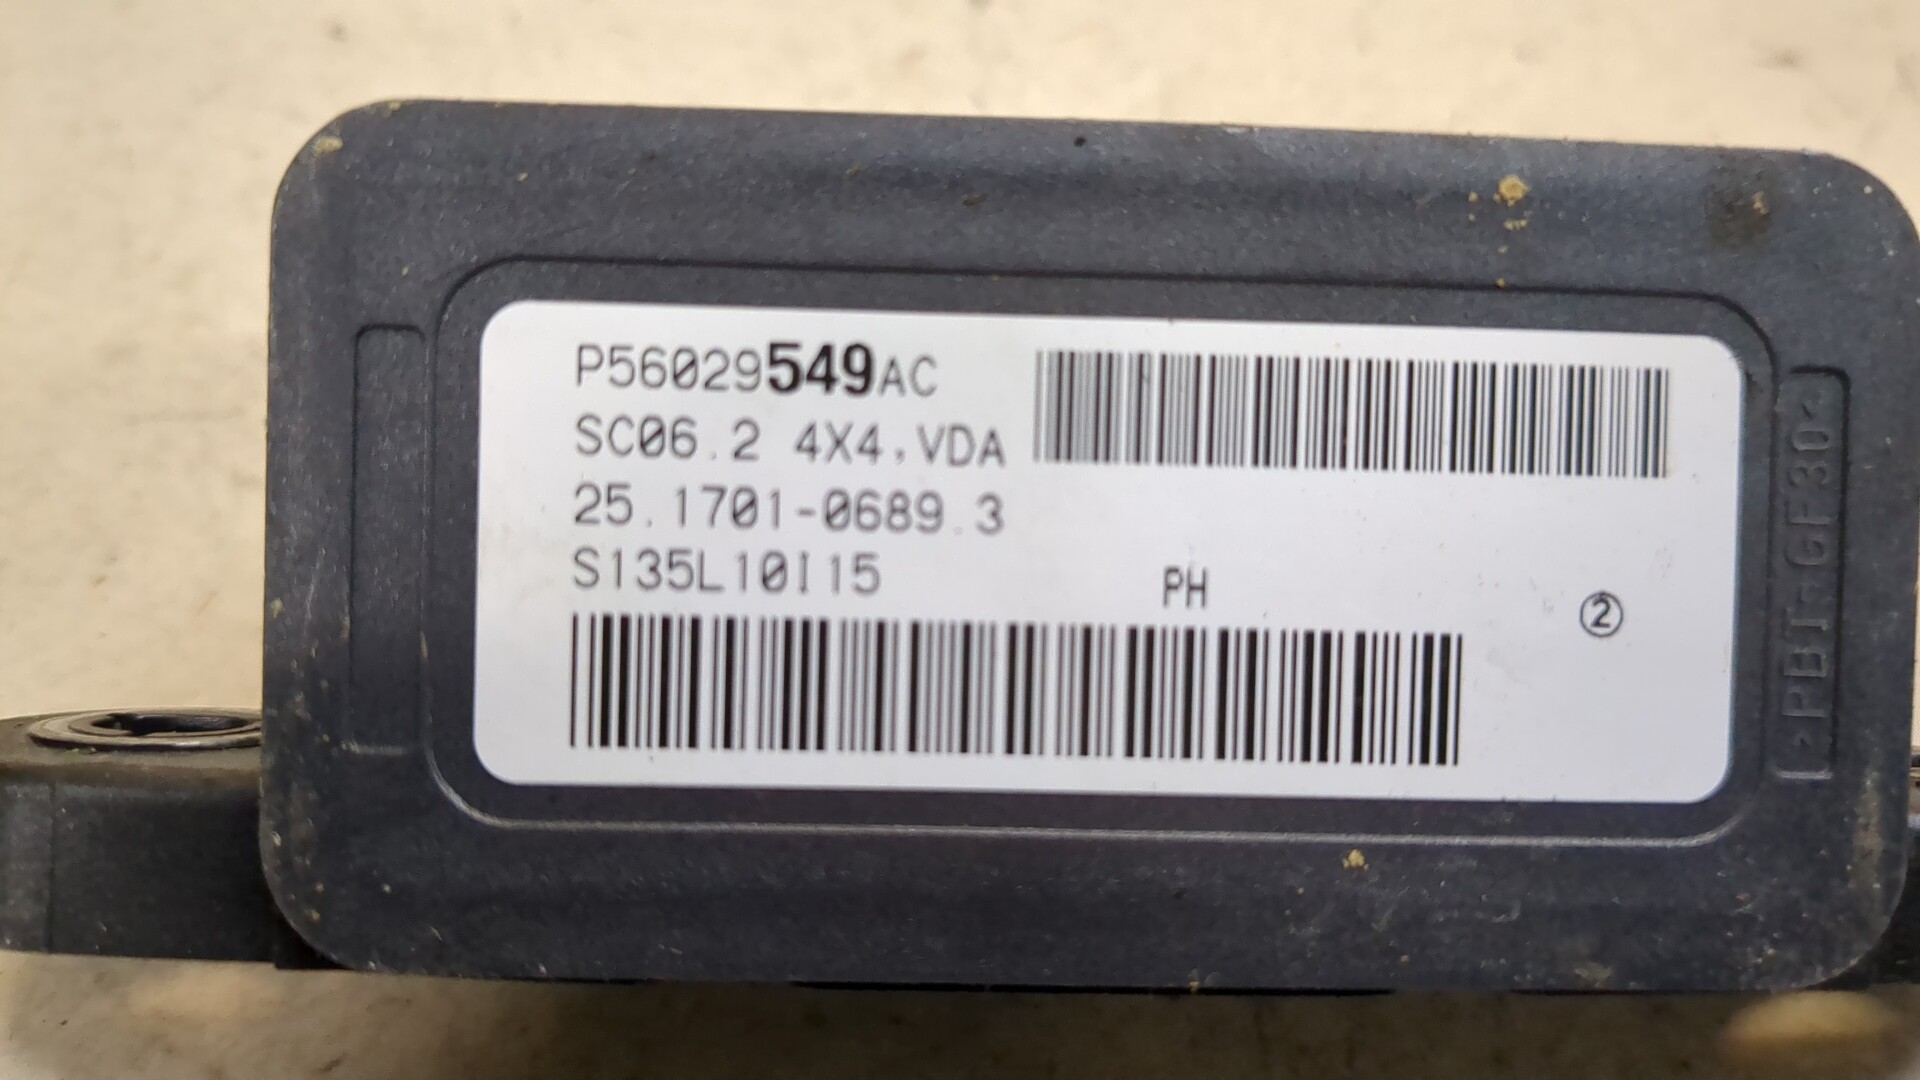 P56029549AC
SC06.2 4X4,VDA
25.1701-0689.3
S135L10I15
PH
②
>PBT-GF30<